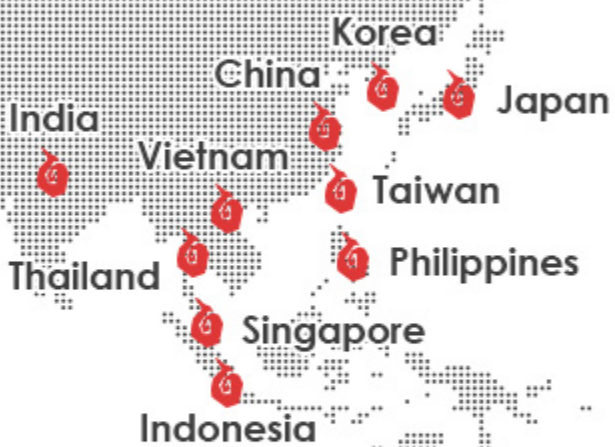 Korea
China
Japan
India
Vietnam
Taiwan
Philippines
Thailand
Singapore
Indonesia